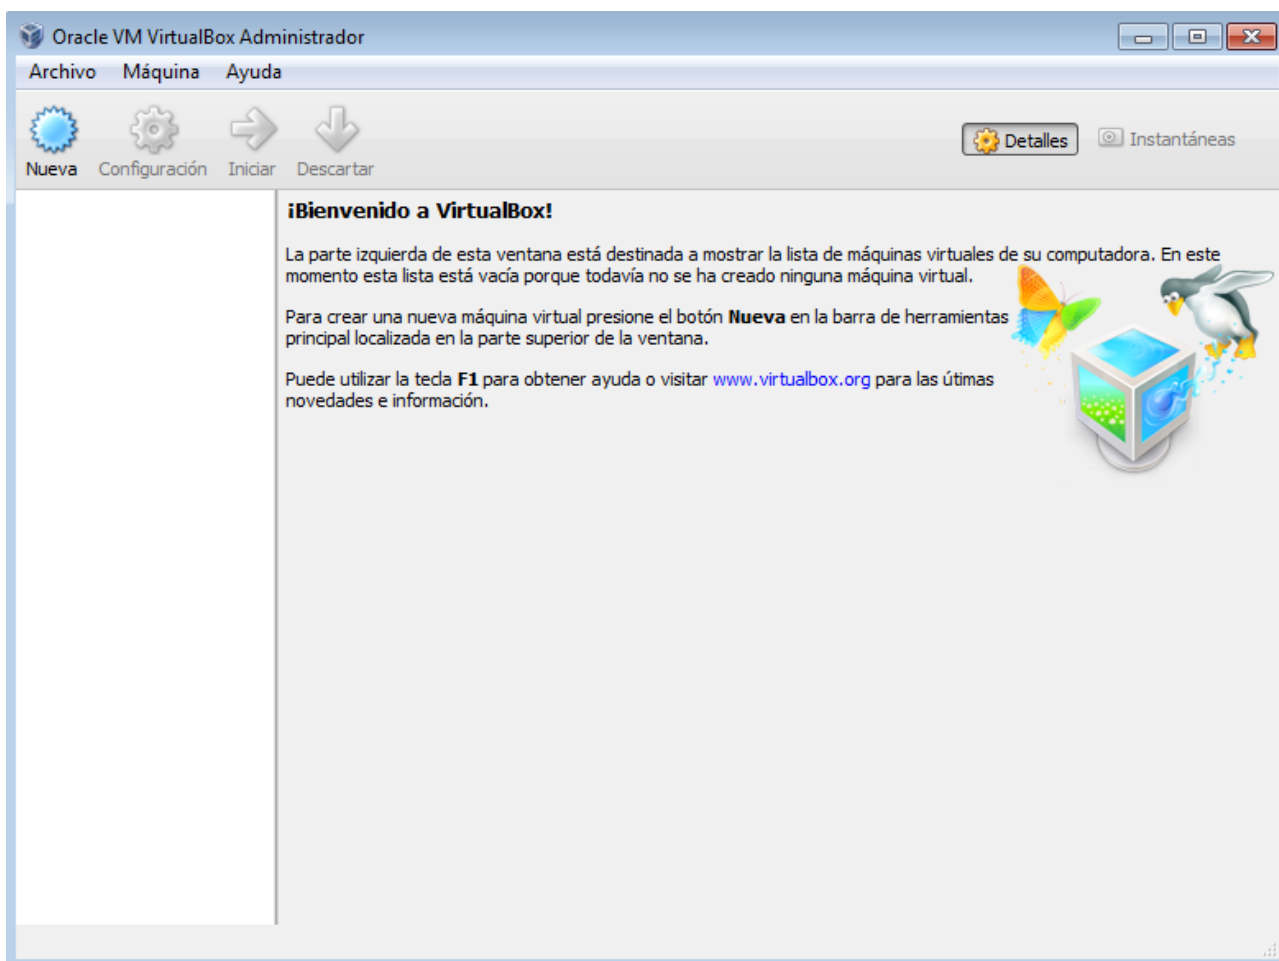 Oracle VM VirtualBox Administrador
Archivo Máquina Ayuda
Nueva Configuración Iniciar Descartar Detalles Instantáneas
¡Bienvenido a VirtualBox!
La parte izquierda de esta ventana está destinada a mostrar la lista de máquinas virtuales de su computadora. En este
momento esta lista está vacía porque todavía no se ha creado ninguna máquina virtual.
Para crear una nueva máquina virtual presione el botón Nueva en la barra de herramientas
principal localizada en la parte superior de la ventana.
Puede utilizar la tecla F1 para obtener ayuda o visitar www.virtualbox.org para las útimas
novedades e información.